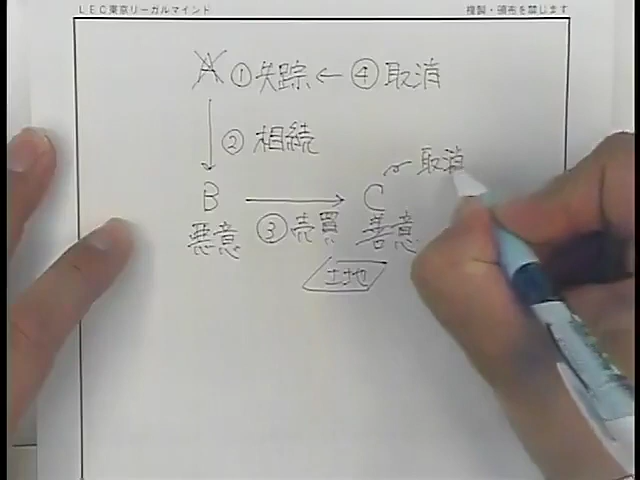 LEC東京リーガルマインド 複製・頒布を禁じます
A ①失踪 ← ④取消
②相続
取消
B → C
悪意 ③売買 善意
土地